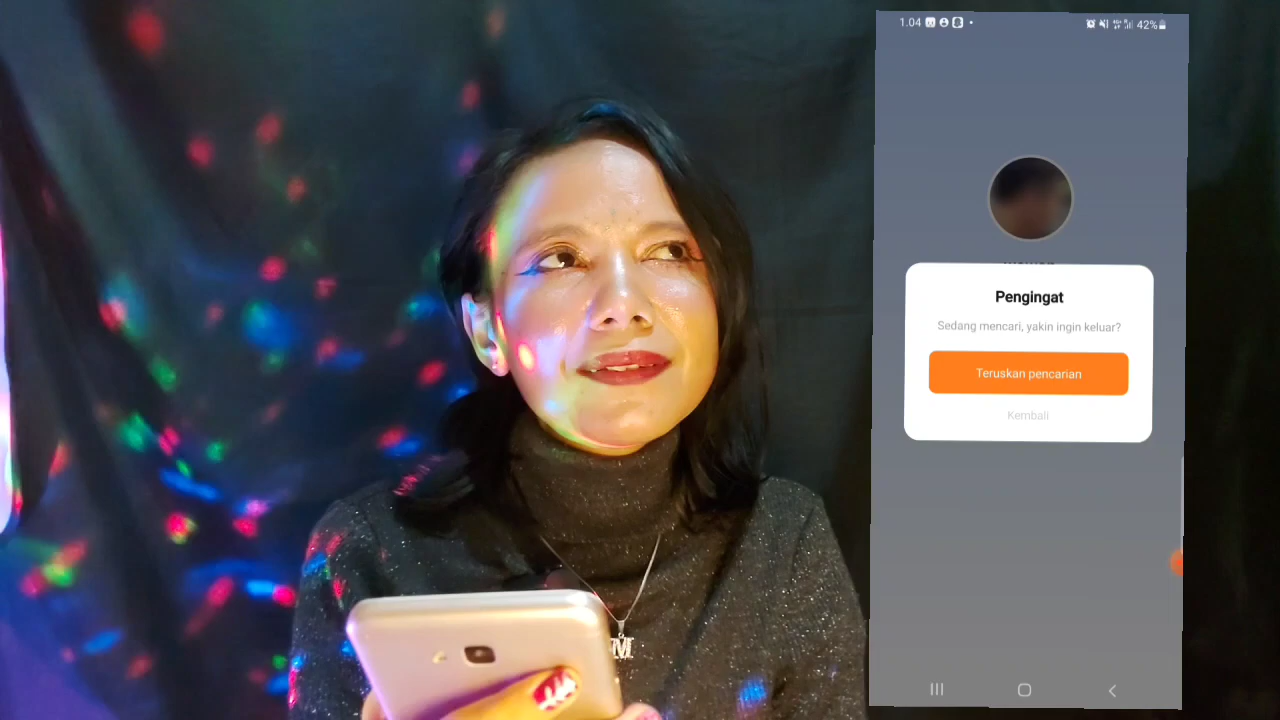 1.04
42%
Pengingat
Sedang mencari, yakin ingin keluar?
Teruskan pencarian
Kembali
M